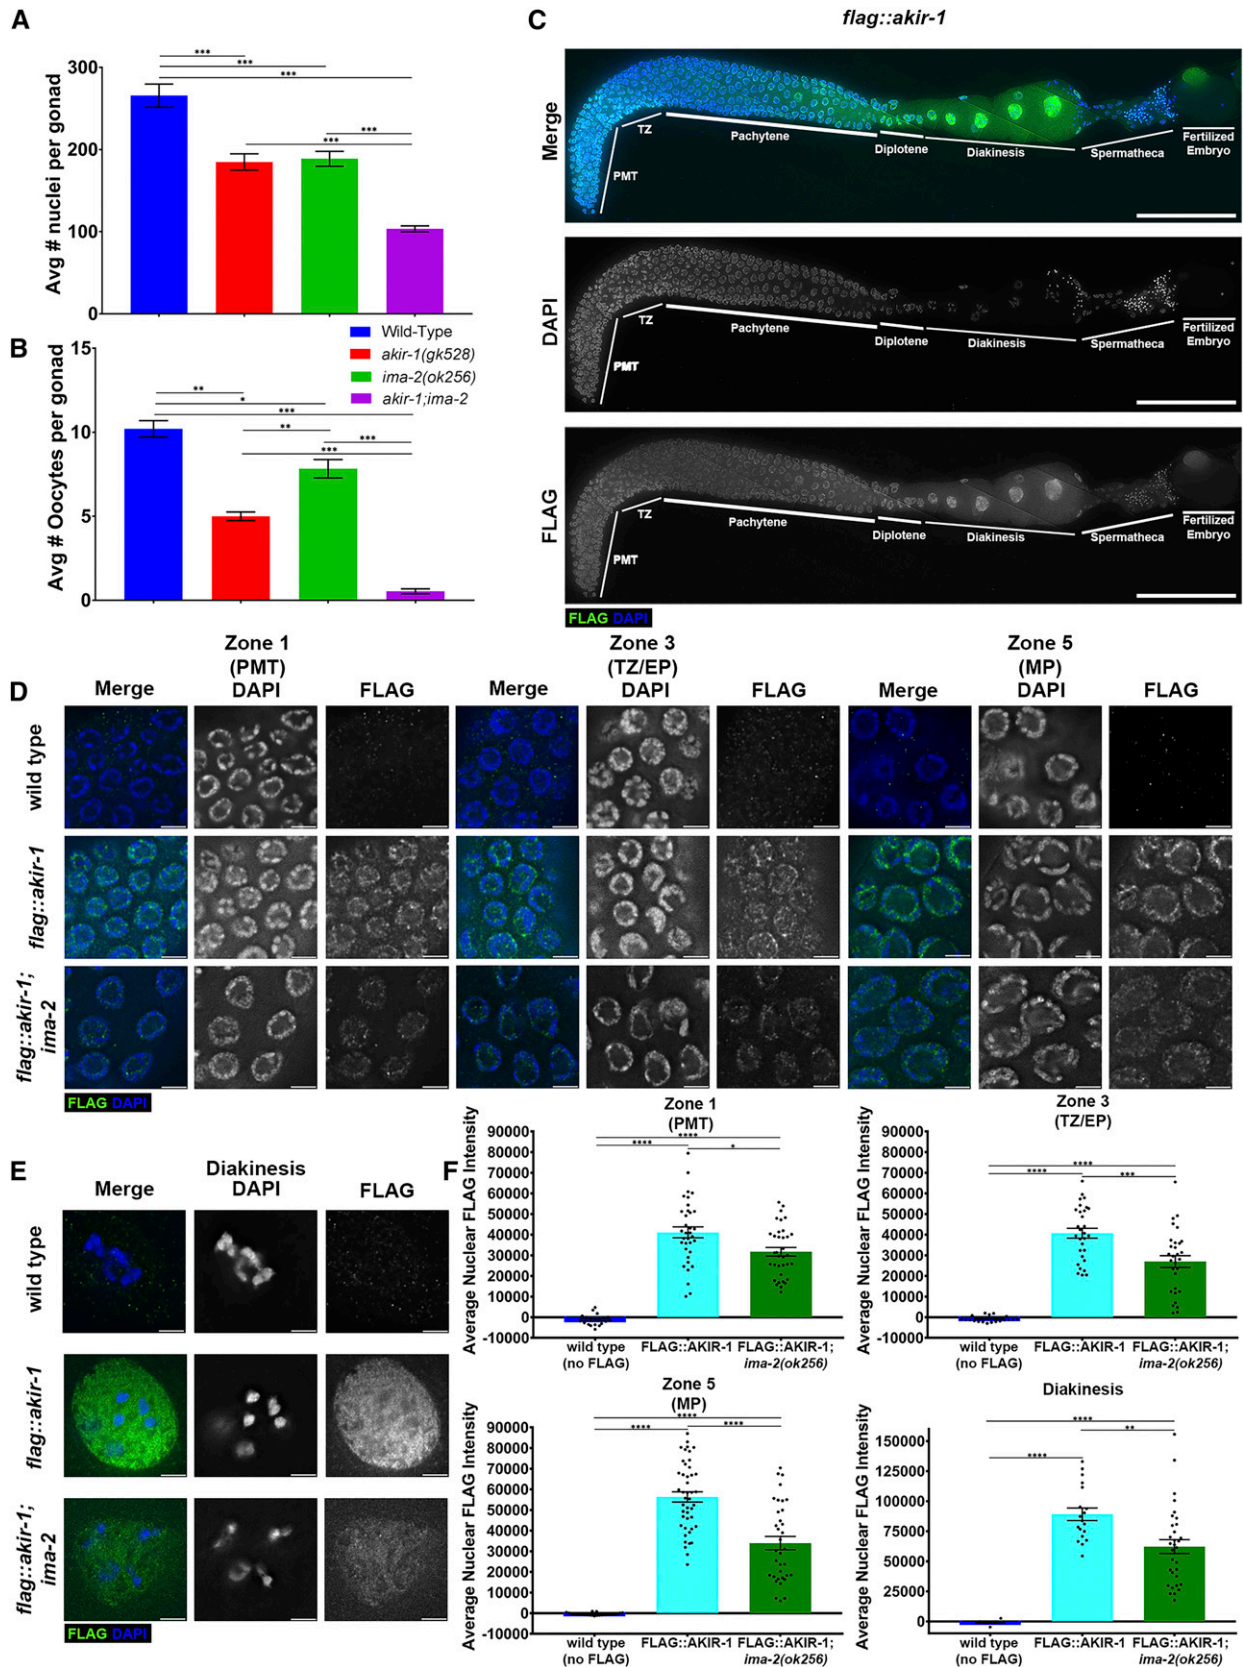 A
***
***
***
***
***
Avg # nuclei per gonad
300
200
100
0
Wild-Type
akir-1(gk528)
ima-2(ok256)
akir-1;ima-2
B
**
*
***
**
***
***
Avg # Oocytes per gonad
15
10
5
0
C
flag::akir-1
Merge
PMT
TZ
Pachytene
Diplotene
Diakinesis
Spermatheca
Fertilized
Embryo
DAPI
PMT
TZ
Pachytene
Diplotene
Diakinesis
Spermatheca
Fertilized
Embryo
FLAG
PMT
TZ
Pachytene
Diplotene
Diakinesis
Spermatheca
Fertilized
Embryo
FLAG DAPI
D
Zone 1
(PMT)
Merge DAPI FLAG
Zone 3
(TZ/EP)
Merge DAPI FLAG
Zone 5
(MP)
Merge DAPI FLAG
wild type
flag::akir-1
flag::akir-1;
ima-2
FLAG DAPI
E
Diakinesis
Merge DAPI FLAG
wild type
flag::akir-1
flag::akir-1;
ima-2
FLAG DAPI
F
Zone 1
(PMT)
****
****
*
Average Nuclear FLAG Intensity
90000
80000
70000
60000
50000
40000
30000
20000
10000
0
-10000
wild type
(no FLAG)
FLAG::AKIR-1
FLAG::AKIR-1;
ima-2(ok256)
Zone 3
(TZ/EP)
****
****
***
Average Nuclear FLAG Intensity
90000
80000
70000
60000
50000
40000
30000
20000
10000
0
-10000
wild type
(no FLAG)
FLAG::AKIR-1
FLAG::AKIR-1;
ima-2(ok256)
Zone 5
(MP)
****
****
****
Average Nuclear FLAG Intensity
90000
80000
70000
60000
50000
40000
30000
20000
10000
0
-10000
wild type
(no FLAG)
FLAG::AKIR-1
FLAG::AKIR-1;
ima-2(ok256)
Diakinesis
****
**
****
Average Nuclear FLAG Intensity
150000
125000
100000
75000
50000
25000
0
wild type
(no FLAG)
FLAG::AKIR-1
FLAG::AKIR-1;
ima-2(ok256)